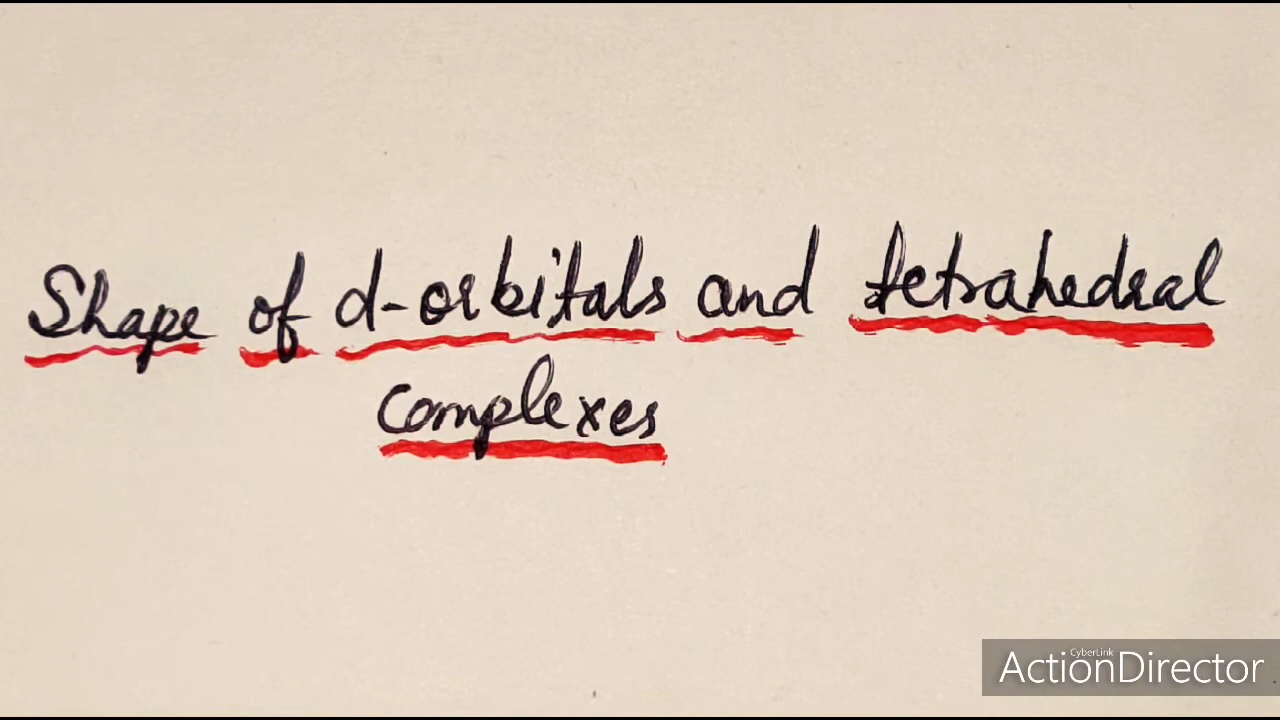 Shape of d-orbitals and tetrahedral
complexes
CyberLink
ActionDirector